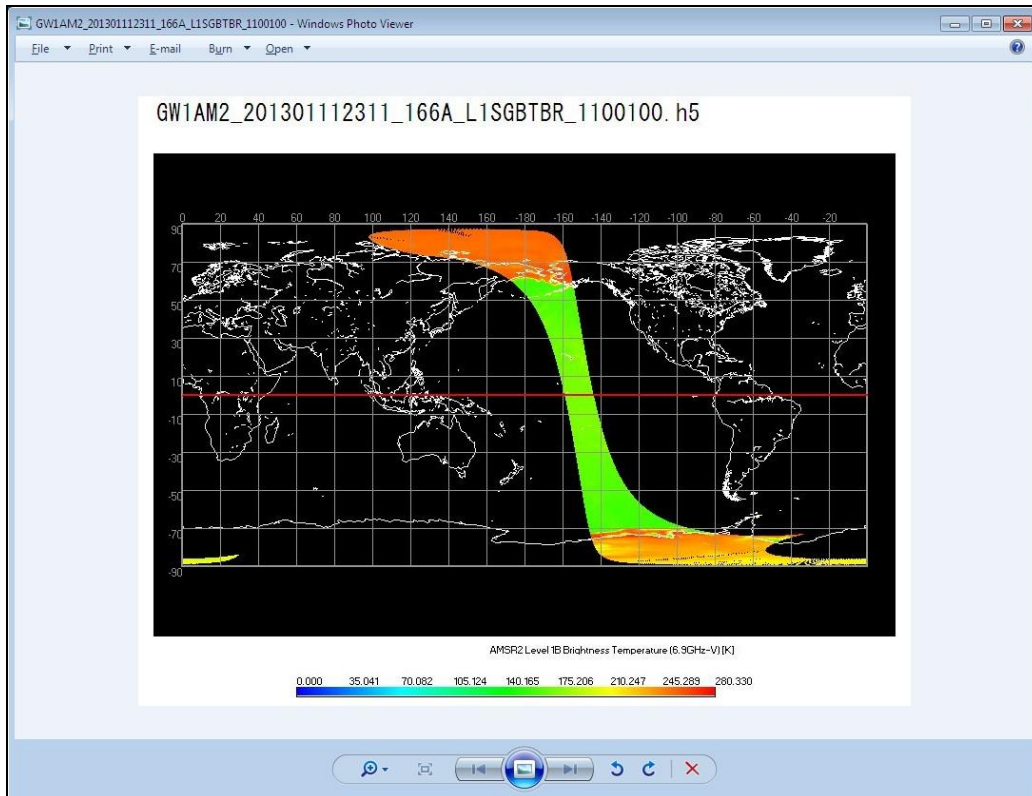 GW1AM2_201301112311_166A_L1SGBTBR_1100100 - Windows Photo Viewer
File Print E-mail Burn Open
GW1AM2_201301112311_166A_L1SGBTBR_1100100.h5
0 20 40 60 80 100 120 140 160 -180 -160 -140 -120 -100 -80 -60 -40 -20
90
70
50
30
10
-10
-30
-50
-70
-90
AMSR2 Level 1B Brightness Temperature (6.9GHz-V) [K]
0.000 35.041 70.082 105.124 140.165 175.206 210.247 245.289 280.330